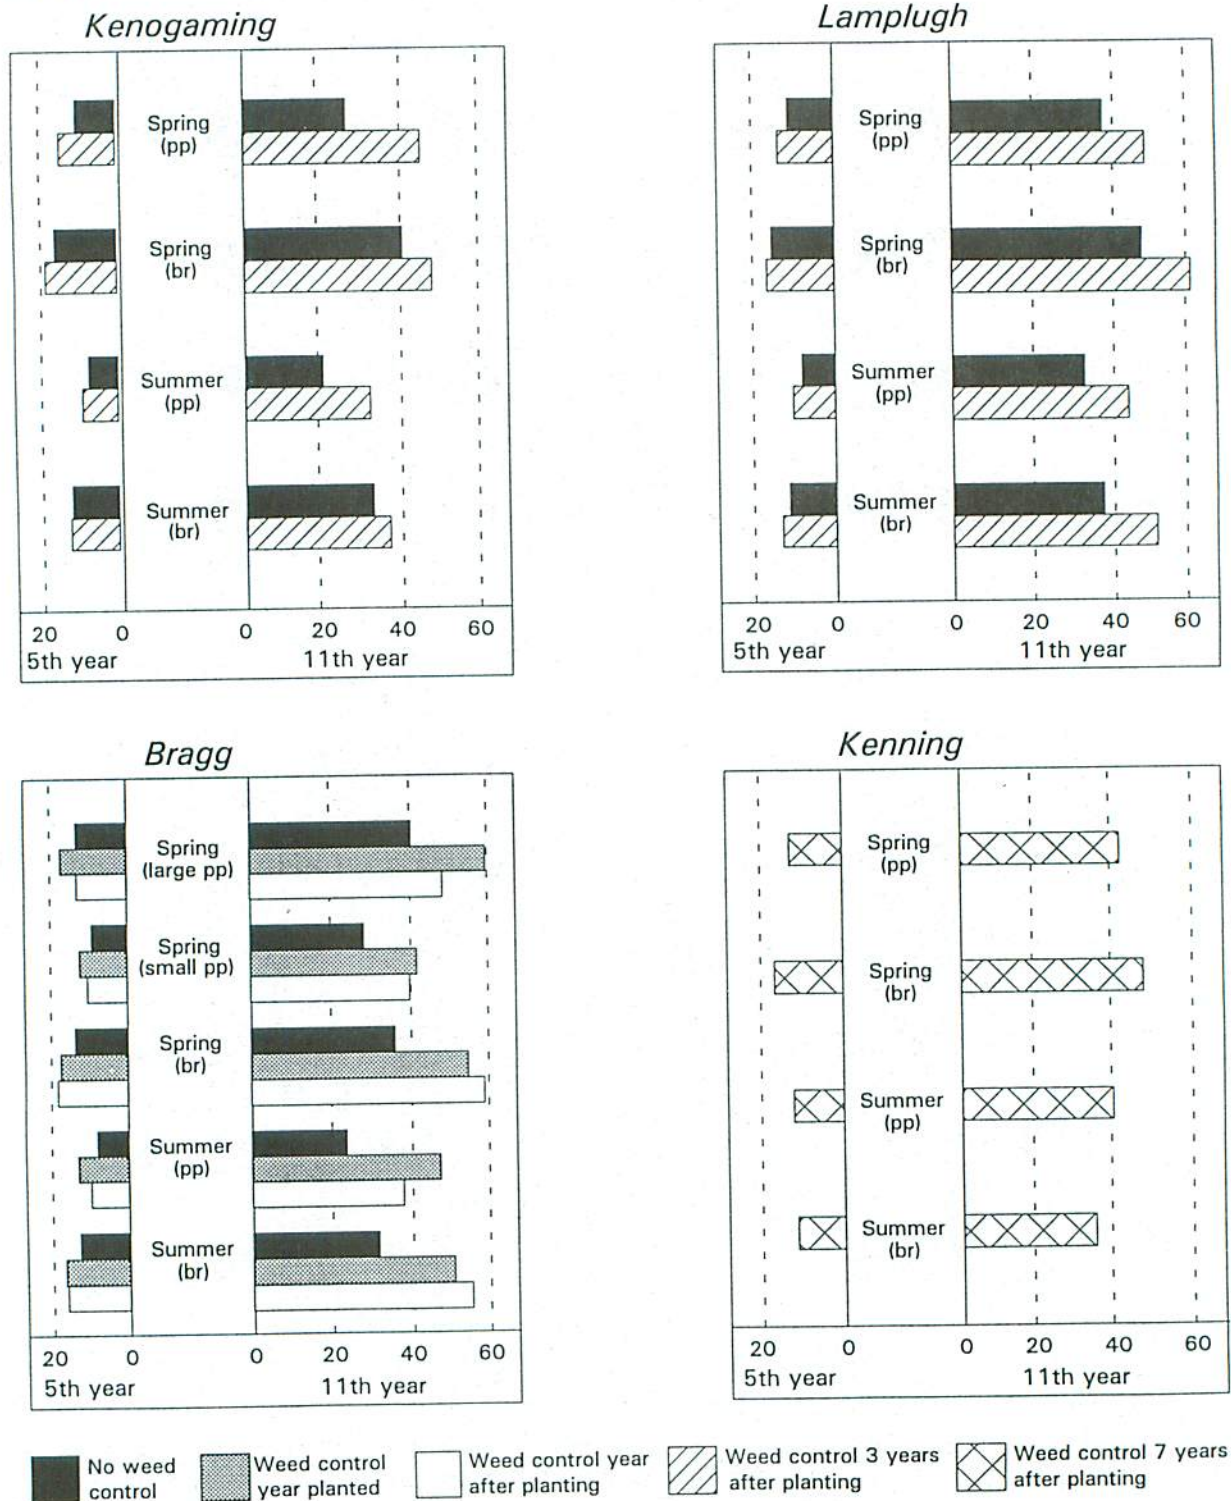 Kenogaming
Spring
(pp)
Spring
(br)
Summer
(pp)
Summer
(br)
20 0 0 20 40 60
5th year 11th year
Lamplugh
Spring
(pp)
Spring
(br)
Summer
(pp)
Summer
(br)
20 0 0 20 40 60
5th year 11th year
Bragg
Spring
(large pp)
Spring
(small pp)
Spring
(br)
Summer
(pp)
Summer
(br)
20 0 0 20 40 60
5th year 11th year
Kenning
Spring
(pp)
Spring
(br)
Summer
(pp)
Summer
(br)
20 0 0 20 40 60
5th year 11th year
No weed
control
Weed control
year planted
Weed control year
after planting
Weed control 3 years
after planting
Weed control 7 years
after planting